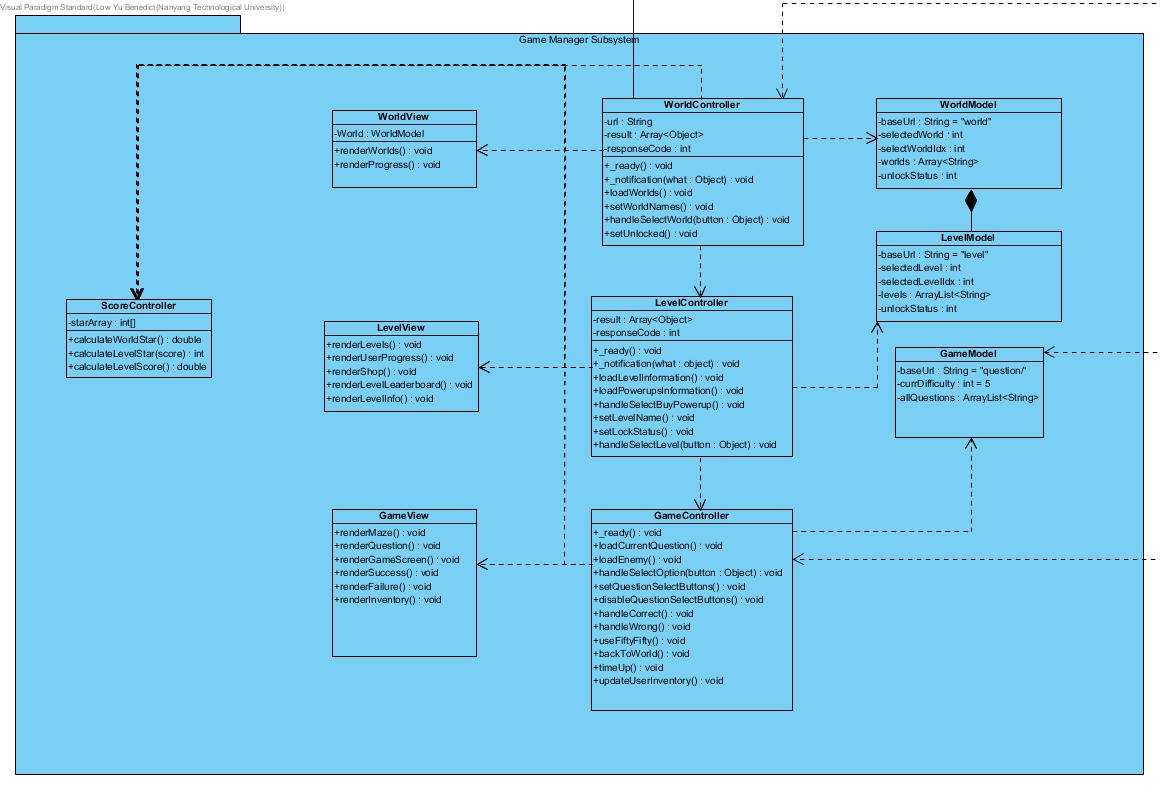 Visual Paradigm Standard(Low Yu Benedict(Nanyang Technological University))
Game Manager Subsystem
WorldView
-World : WorldModel
+renderWorlds() : void
+renderProgress() : void
WorldController
-url : String
-result : Array<Object>
-responseCode : int
+_ready() : void
+_notification(what : Object) : void
+loadWorlds() : void
+setWorldNames() : void
+handleSelectWorld(button : Object) : void
+setUnlocked() : void
WorldModel
-baseUrl : String = "world"
-selectedWorld : int
-selectWorldIdx : int
-worlds : Array<String>
-unlockStatus : int
LevelModel
-baseUrl : String = "level"
-selectedLevel : int
-selectedLevelIdx : int
-levels : ArrayList<String>
-unlockStatus : int
ScoreController
-starArray : int[]
+calculateWorldStar() : double
+calculateLevelStar(score) : int
+calculateLevelScore() : double
LevelView
+renderLevels() : void
+renderUserProgress() : void
+renderShop() : void
+renderLevelLeaderboard() : void
+renderLevelInfo() : void
LevelController
-result : Array<Object>
-responseCode : int
+_ready() : void
+_notification(what : object) : void
+loadLevelInformation() : void
+loadPowerupsInformation() : void
+handleSelectBuyPowerup() : void
+setLevelName() : void
+setLockStatus() : void
+handleSelectLevel(button : Object) : void
GameModel
-baseUrl : String = "question/"
-currDifficulty : int = 5
-allQuestions : ArrayList<String>
GameView
+renderMaze() : void
+renderQuestion() : void
+renderGameScreen() : void
+renderSuccess() : void
+renderFailure() : void
+renderInventory() : void
GameController
+_ready() : void
+loadCurrentQuestion() : void
+loadEnemy() : void
+handleSelectOption(button : Object) : void
+setQuestionSelectButtons() : void
+disableQuestionSelectButtons() : void
+handleCorrect() : void
+handleWrong() : void
+useFiftyFifty() : void
+backToWorld() : void
+timeUp() : void
+updateUserInventory() : void